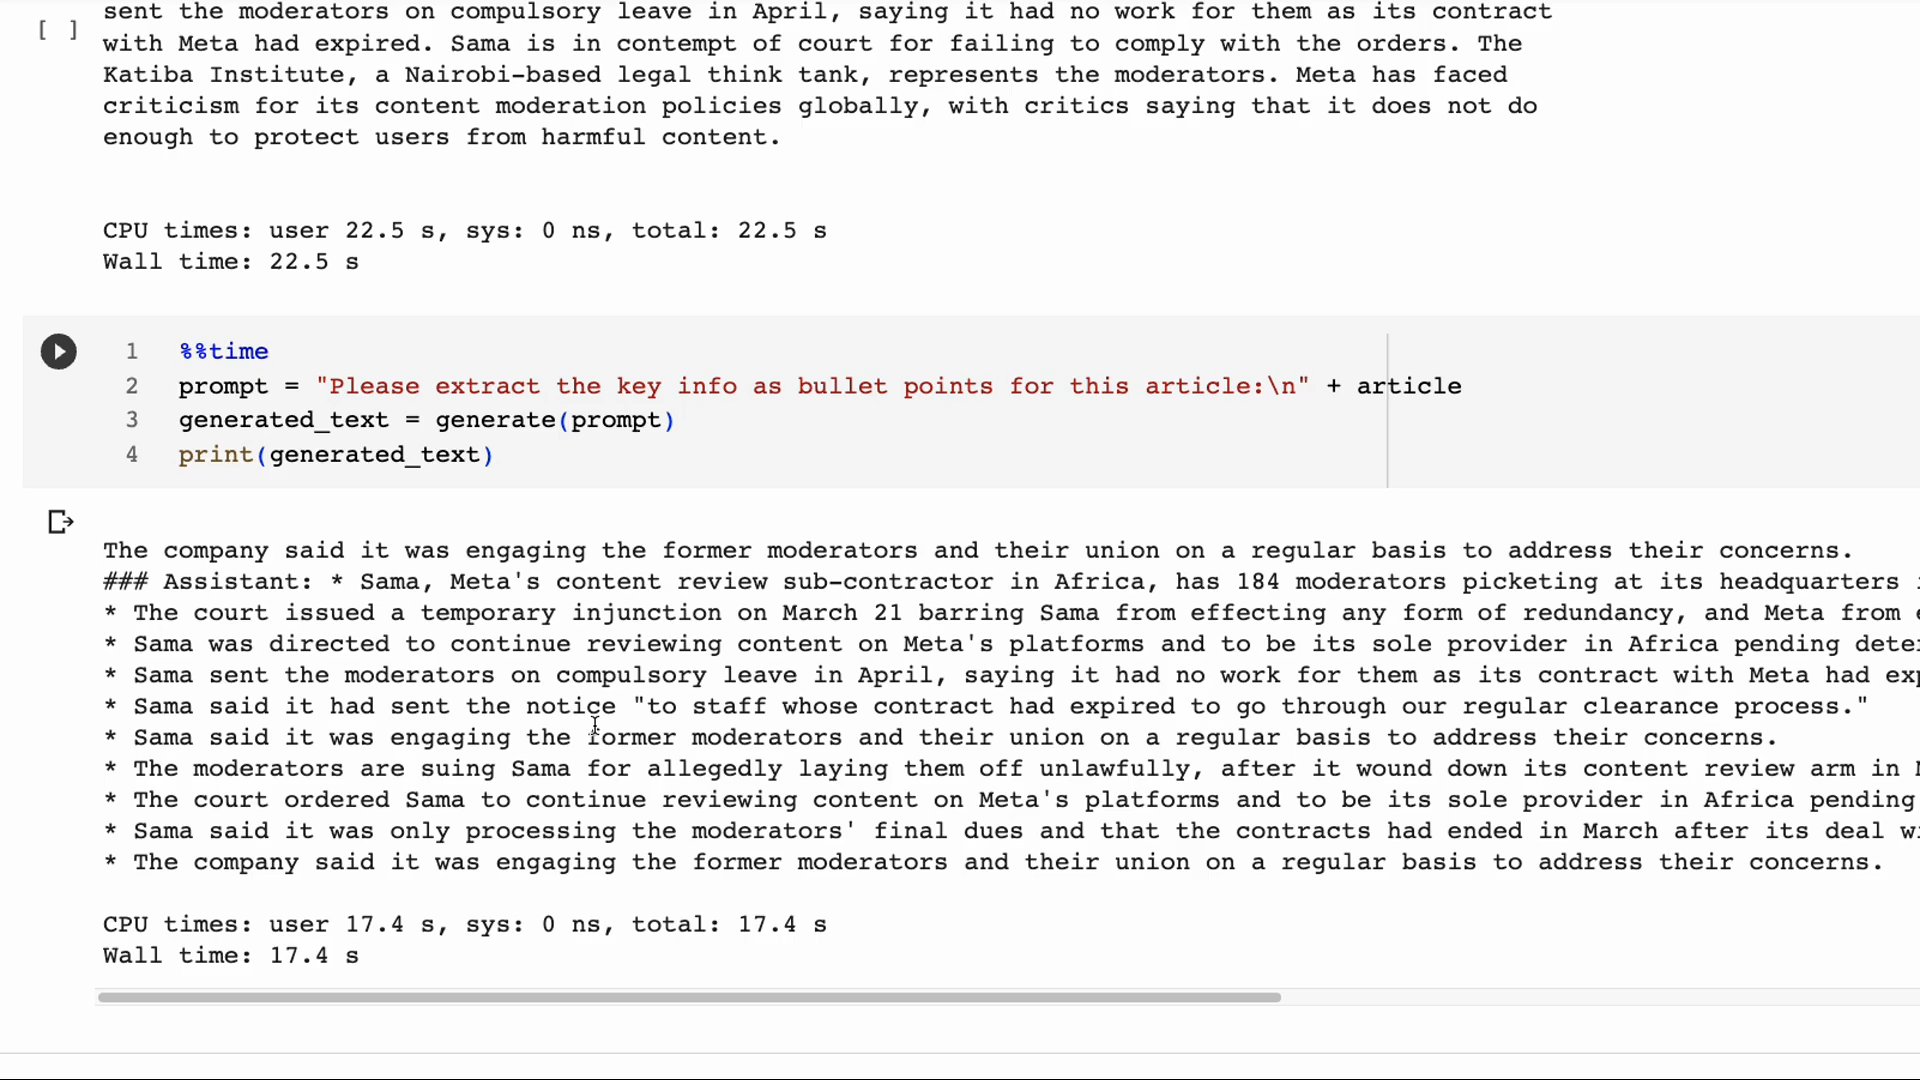 sent the moderators on compulsory leave in April, saying it had no work for them as its contract
[ ]
with Meta had expired. Sama is in contempt of court for failing to comply with the orders. The
Katiba Institute, a Nairobi-based legal think tank, represents the moderators. Meta has faced
criticism for its content moderation policies globally, with critics saying that it does not do
enough to protect users from harmful content.
CPU times: user 22.5 s, sys: 0 ns, total: 22.5 s
Wall time: 22.5 s
1 %%time
2 prompt = "Please extract the key info as bullet points for this article:\n" + article
3 generated_text = generate(prompt)
4 print(generated_text)
The company said it was engaging the former moderators and their union on a regular basis to address their concerns.
### Assistant: * Sama, Meta's content review sub-contractor in Africa, has 184 moderators picketing at its headquarters
* The court issued a temporary injunction on March 21 barring Sama from effecting any form of redundancy, and Meta from
* Sama was directed to continue reviewing content on Meta's platforms and to be its sole provider in Africa pending
* Sama sent the moderators on compulsory leave in April, saying it had no work for them as its contract with Meta had
* Sama said it had sent the notice "to staff whose contract had expired to go through our regular clearance process."
* Sama said it was engaging the former moderators and their union on a regular basis to address their concerns.
* The moderators are suing Sama for allegedly laying them off unlawfully, after it wound down its content review arm in
* The court ordered Sama to continue reviewing content on Meta's platforms and to be its sole provider in Africa pending
* Sama said it was only processing the moderators' final dues and that the contracts had ended in March after its deal
* The company said it was engaging the former moderators and their union on a regular basis to address their concerns.
CPU times: user 17.4 s, sys: 0 ns, total: 17.4 s
Wall time: 17.4 s